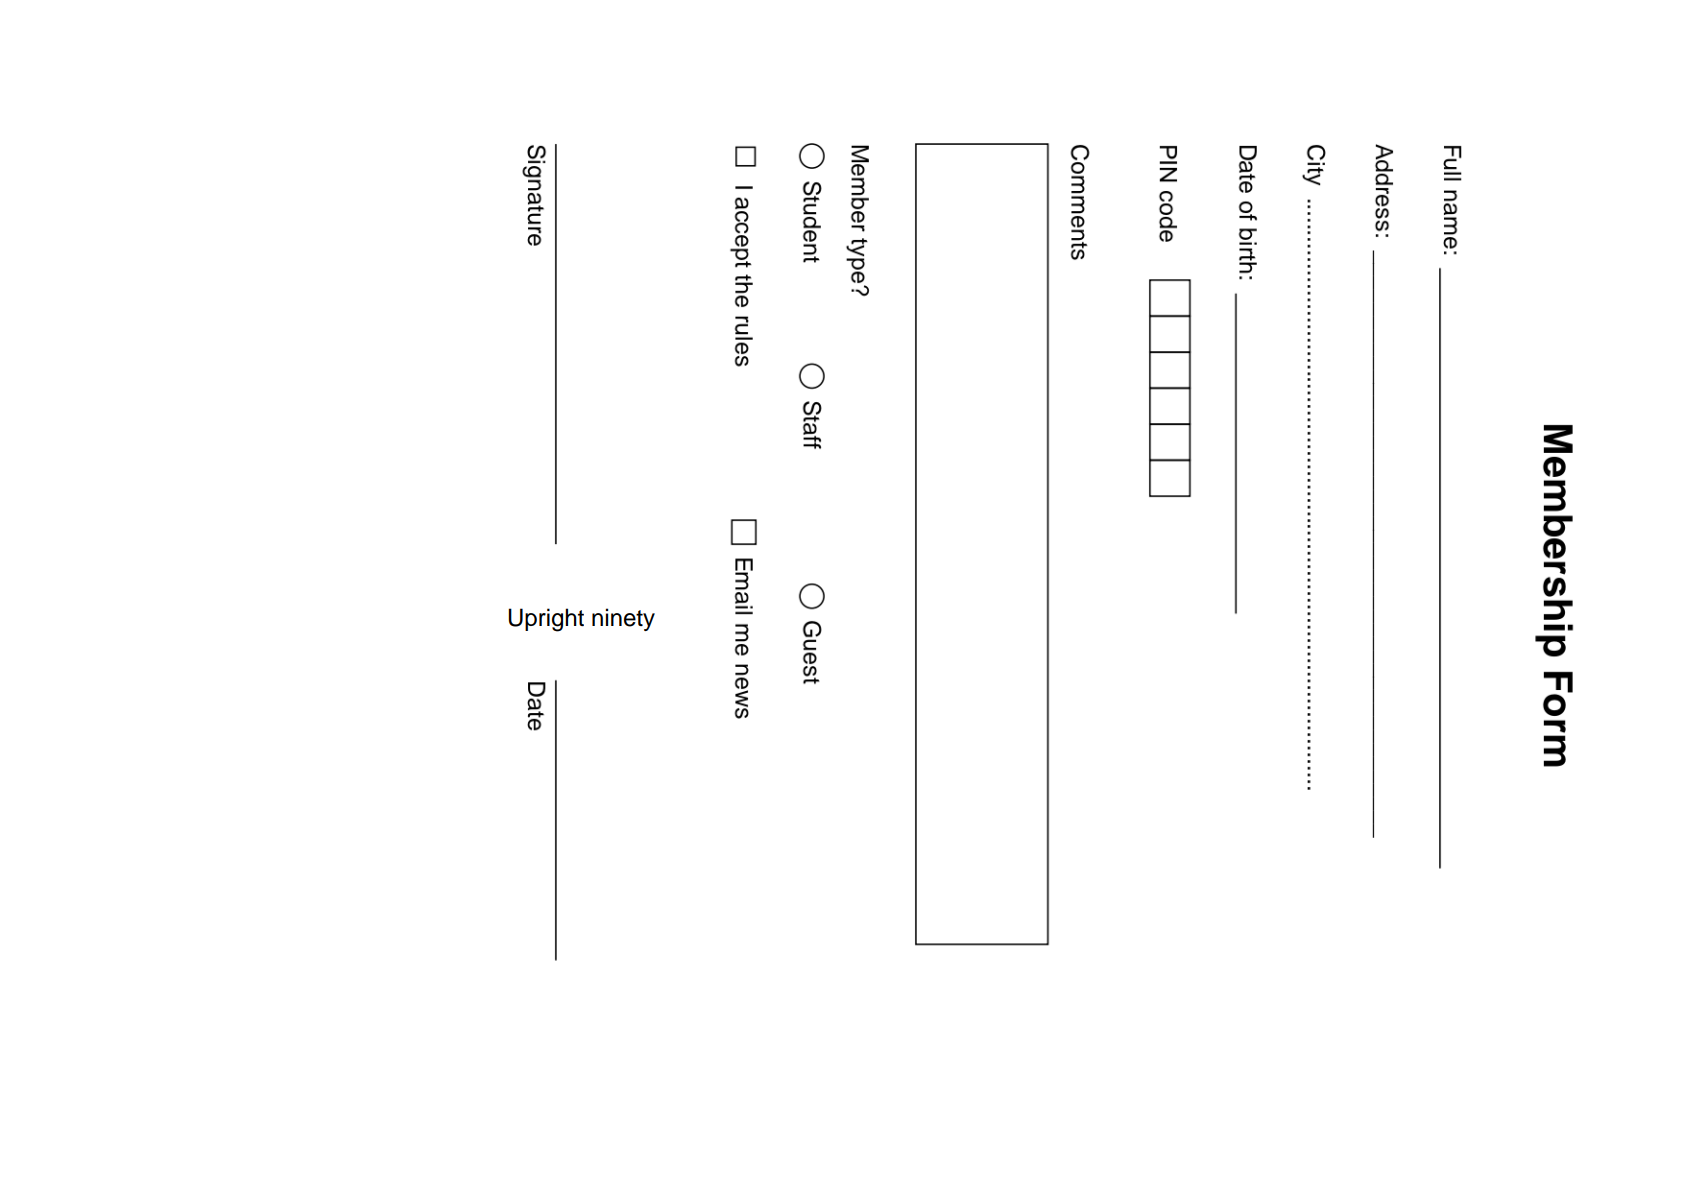 Membership Form
Full name:
Address:
City
Date of birth:
PIN code
Comments
Member type?
Student Staff Guest
I accept the rules Email me news
Upright ninety
Signature Date